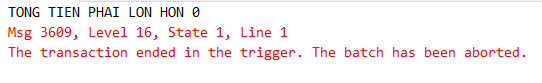 TONG TIEN PHAI LON HON 0
Msg 3609, Level 16, State 1, Line 1
The transaction ended in the trigger. The batch has been aborted.